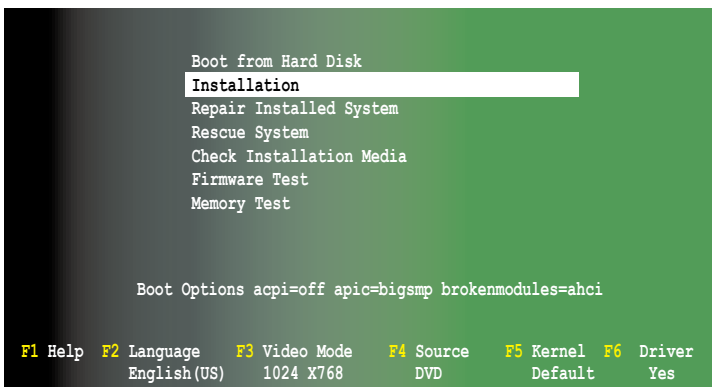 Boot from Hard Disk
Installation
Repair Installed System
Rescue System
Check Installation Media
Firmware Test
Memory Test
Boot Options acpi=off apic=bigsmp brokenmodules=ahci
F1 Help F2 Language F3 Video Mode F4 Source F5 Kernel F6 Driver
English(US) 1024 X768 DVD Default Yes